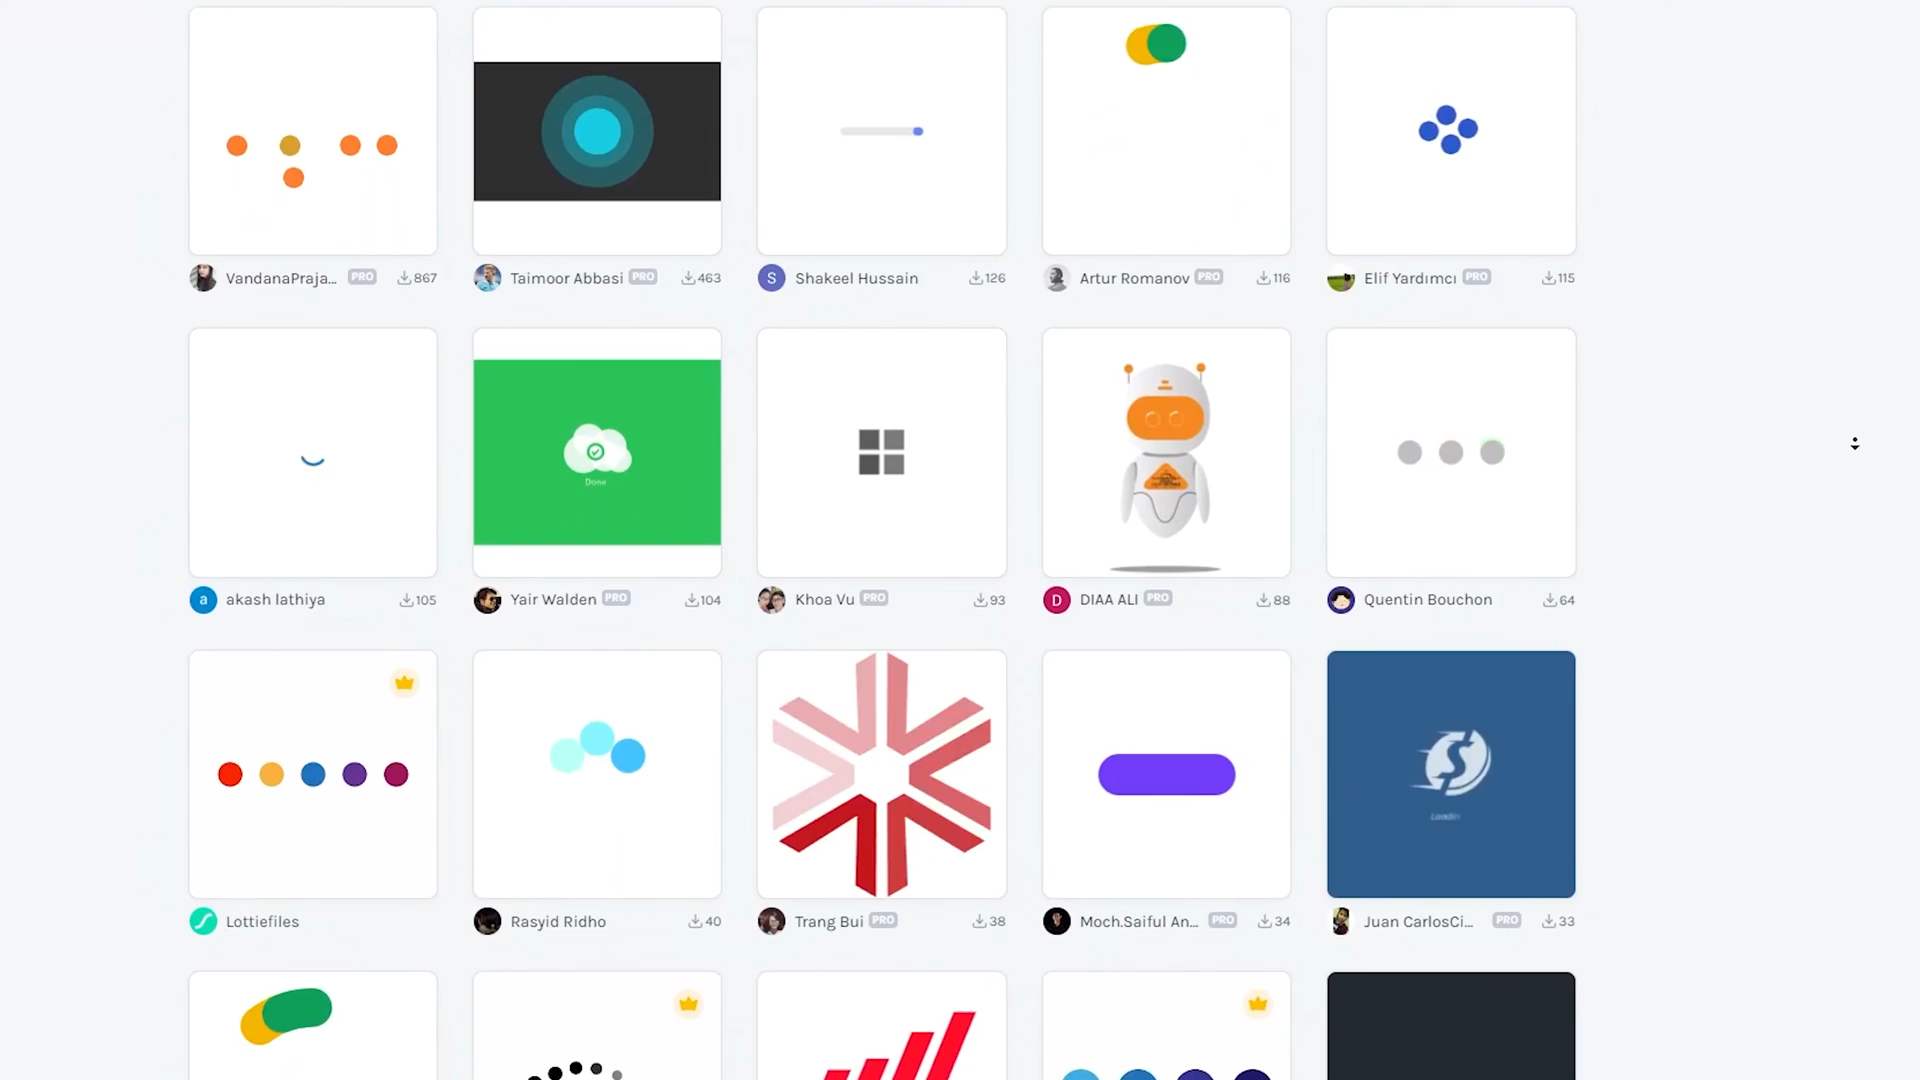 VandanaPraja... PRO 867
Taimoor Abbasi PRO 463
S Shakeel Hussain 126
Artur Romanov PRO 116
Elif Yardımcı PRO 115
Done
a akash lathiya 105
Yair Walden PRO 104
Khoa Vu PRO 93
D DIAA ALI PRO 88
Quentin Bouchon 64
S
Loadin
Lottiefiles
Rasyid Ridho 40
Trang Bui PRO 38
Moch.Saiful An... PRO 34
Juan CarlosCi... PRO 33